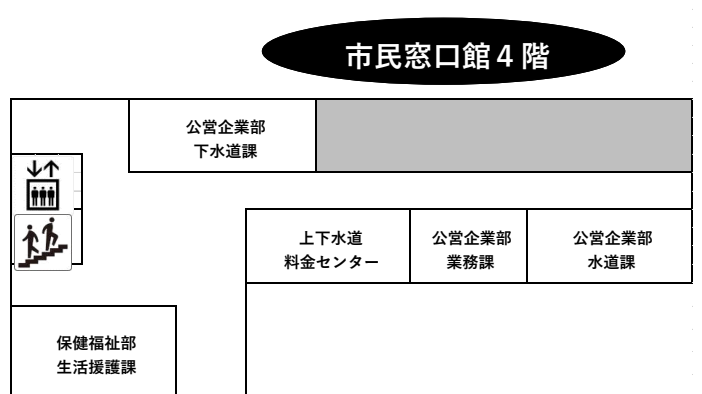 市民窓口館４階
公営企業部
下水道課
上下水道
料金センター
公営企業部
業務課
公営企業部
水道課
保健福祉部
生活援護課